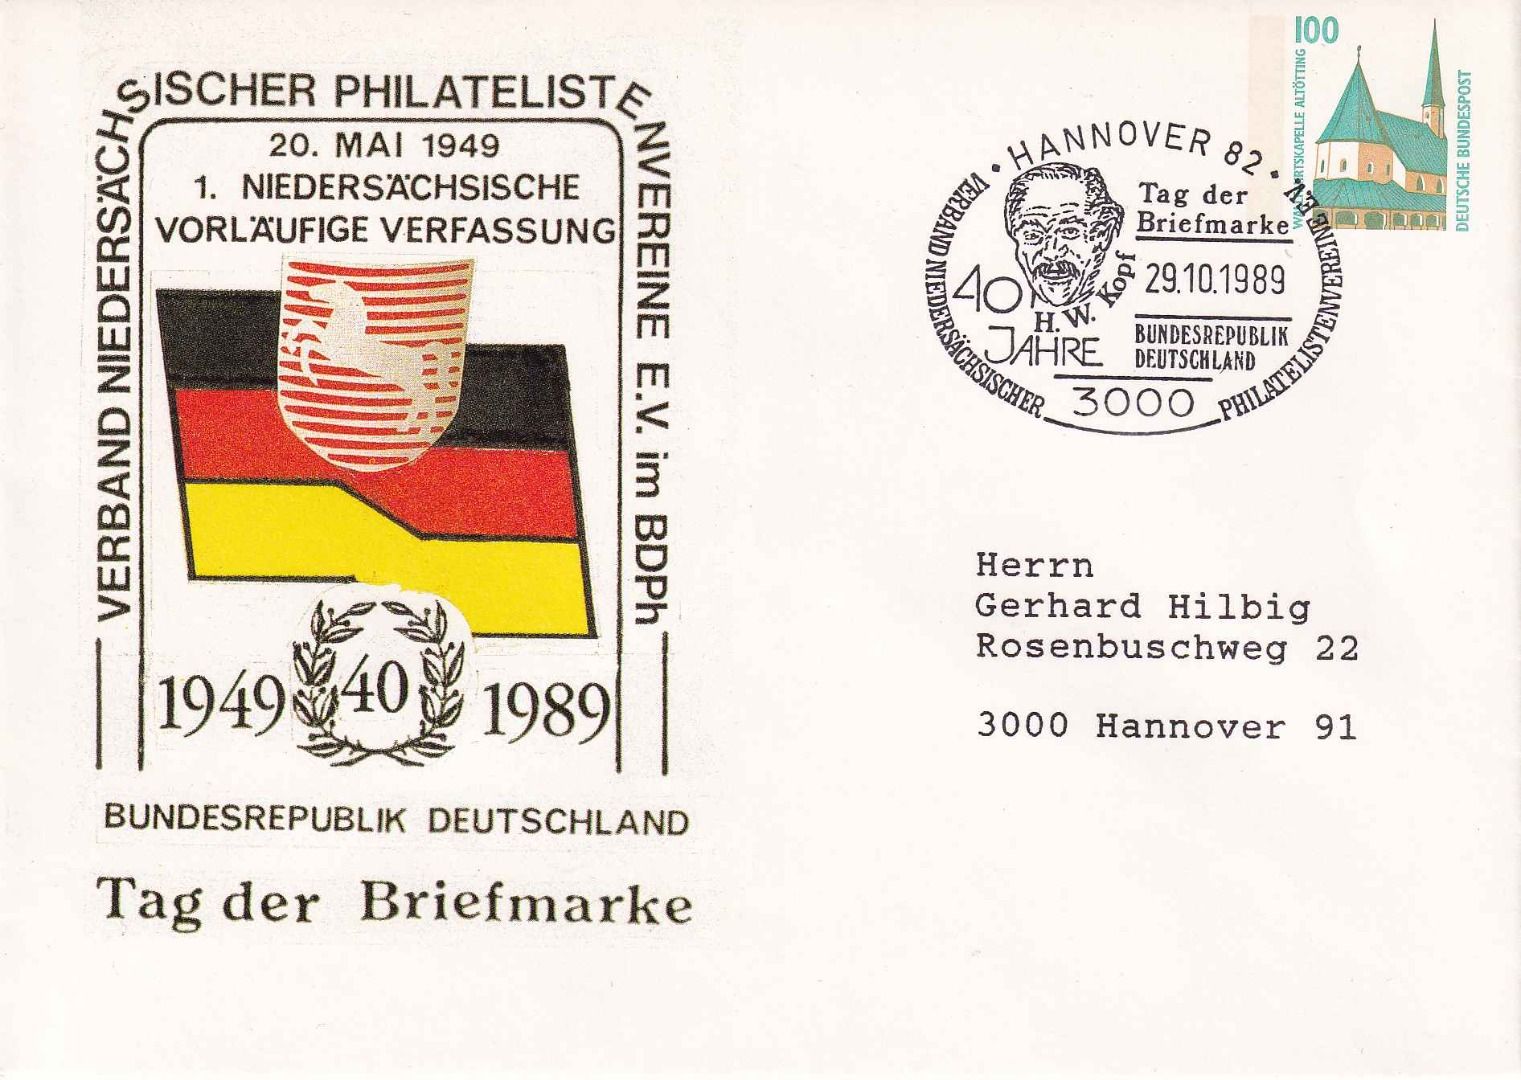 VERBAND NIEDERSÄCHSISCHER PHILATELISTENVEREINE E.V. im BDPh
20. MAI 1949
1. NIEDERSÄCHSISCHE
VORLÄUFIGE VERFASSUNG
1949 40 1989
BUNDESREPUBLIK DEUTSCHLAND
Tag der Briefmarke
HANNOVER 82
VERBAND NIEDERSÄCHSISCHER PHILATELISTENVEREINE E.V.
Tag der
Briefmarke
29.10.1989
40
JAHRE
H. W. Kopf
BUNDESREPUBLIK
DEUTSCHLAND
3000
100
RTSKAPELLE ALTÖTTING
DEUTSCHE BUNDESPOST
Herrn
Gerhard Hilbig
Rosenbuschweg 22
3000 Hannover 91